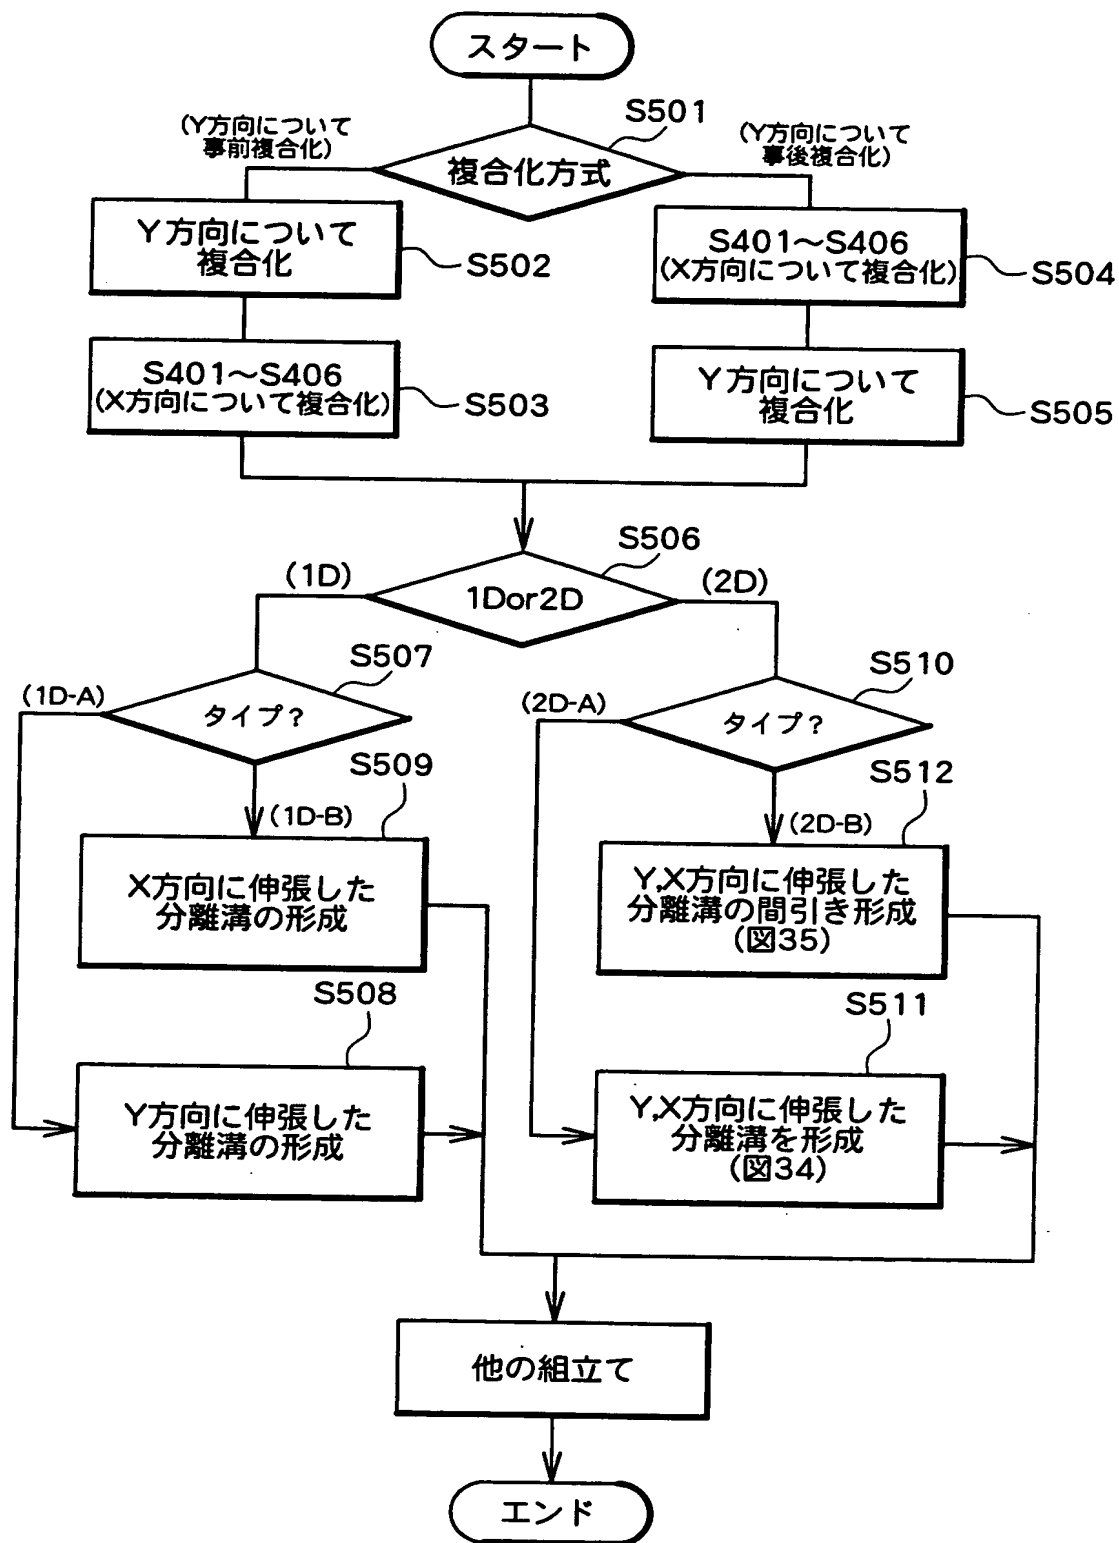 スタート
S501
(Y方向について
事前複合化)
(Y方向について
事後複合化)
複合化方式
Y方向について
複合化
S502
S401~S406
(X方向について複合化)
S504
S401~S406
(X方向について複合化)
S503
Y方向について
複合化
S505
S506
(1D)
1Dor2D
(2D)
S507
(1D-A)
タイプ?
S510
(2D-A)
タイプ?
S509
(1D-B)
X方向に伸張した
分離溝の形成
S512
(2D-B)
Y,X方向に伸張した
分離溝の間引き形成
(図35)
S508
Y方向に伸張した
分離溝の形成
S511
Y,X方向に伸張した
分離溝を形成
(図34)
他の組立て
エンド